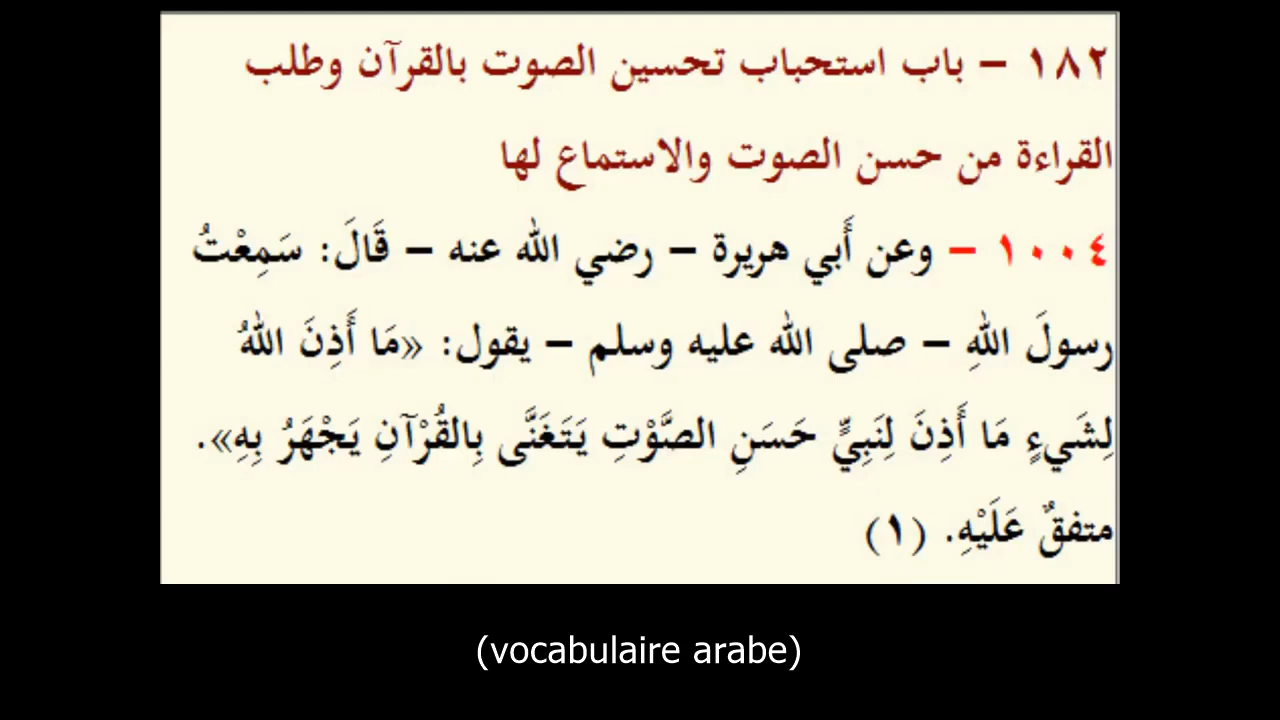 ١٨٢ – باب استحباب تحسين الصوت بالقرآن وطلب
القراءة من حسن الصوت والاستماع لها
١٠٠٤ – وعن أَبي هريرة – رضي الله عنه – قَالَ: سَمِعْتُ
رسولَ اللهِ – صلى الله عليه وسلم – يقول: «مَا أَذِنَ اللهُ
لِشَيءٍ مَا أَذِنَ لِنَبِيٍّ حَسَنِ الصَّوْتِ يَتَغَنَّى بِالقُرْآنِ يَجْهَرُ بِهِ».
متفقٌ عَلَيْهِ. (١)
(vocabulaire arabe)